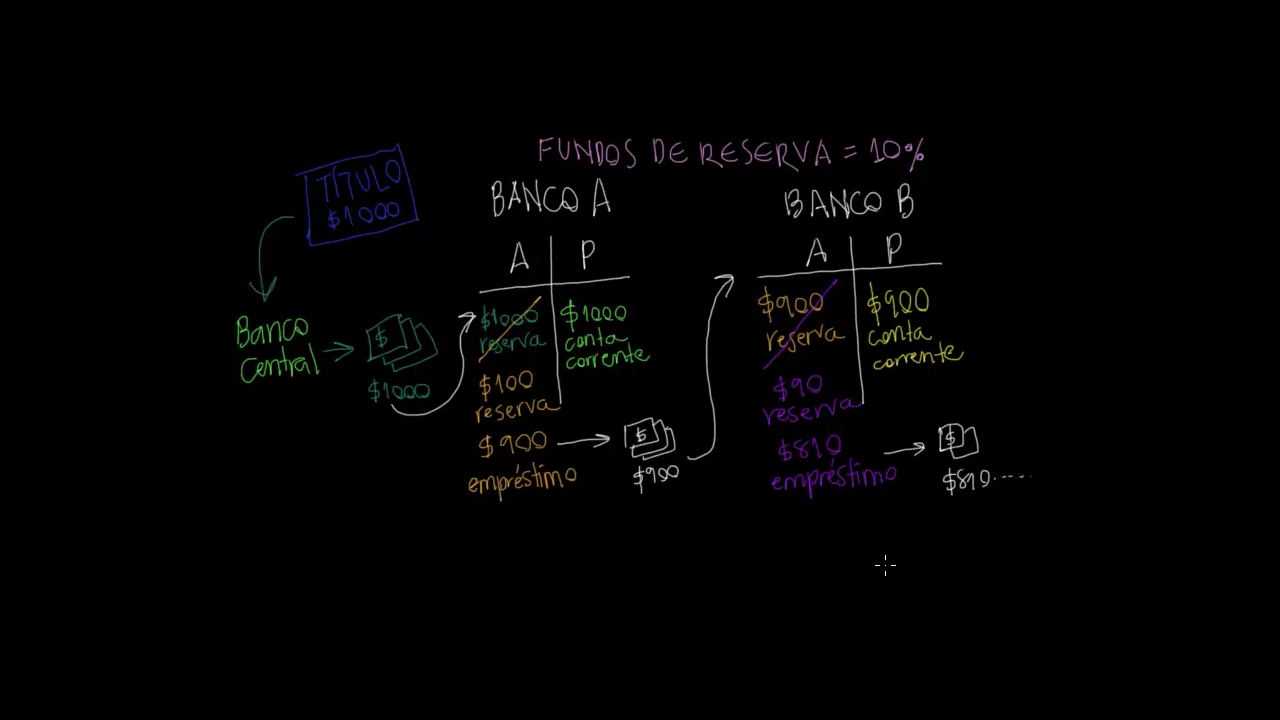 FUNDOS DE RESERVA = 10%
TÍTULO
$1000
Banco
Central
$
$1000
BANCO A
A P
$1000
reserva
$1000
conta
corrente
$100
reserva
$900
empréstimo
$
$900
BANCO B
A P
$900
reserva
$900
conta
corrente
$90
reserva
$810
empréstimo
$
$810.....